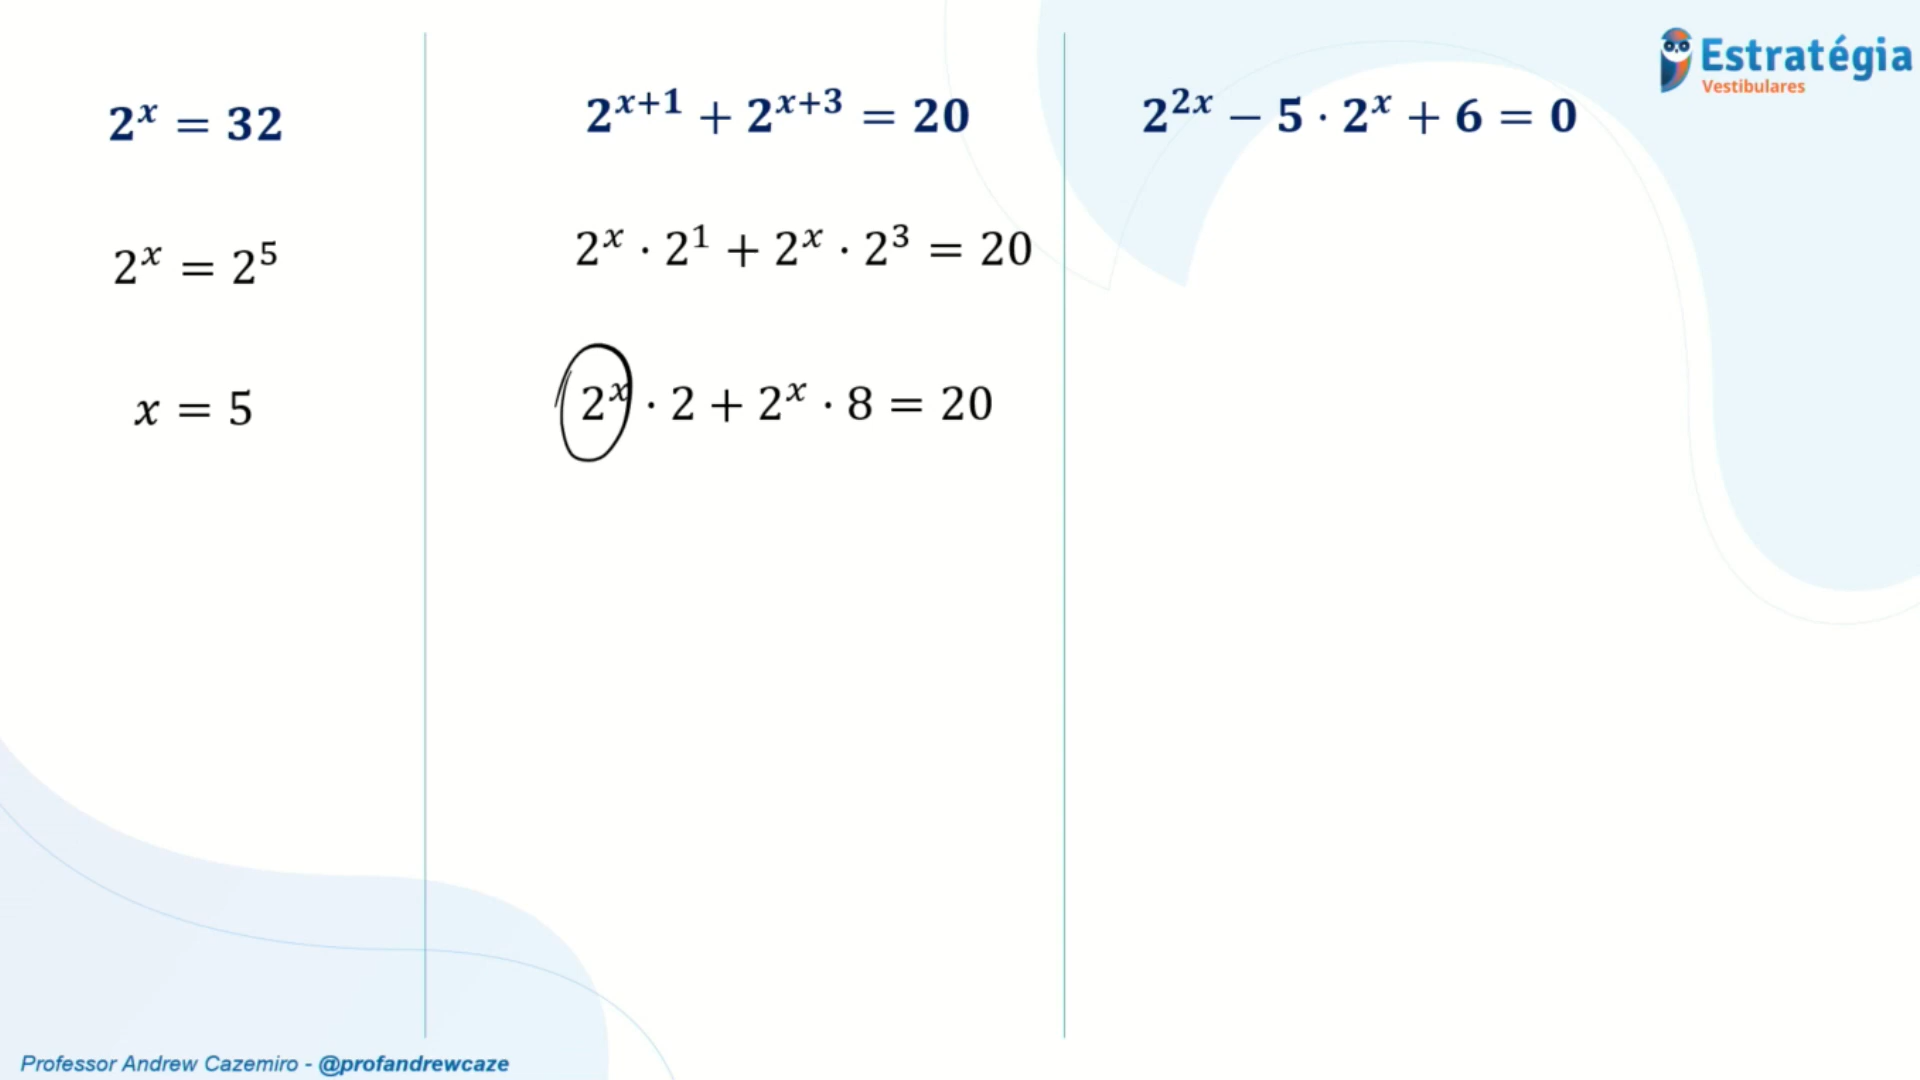 Estratégia
Vestibulares
2^x = 32
2^x = 2^5
x = 5
2^{x+1} + 2^{x+3} = 20
2^x · 2^1 + 2^x · 2^3 = 20
2^x · 2 + 2^x · 8 = 20
2^{2x} − 5 · 2^x + 6 = 0
Professor Andrew Cazemiro - @profandrewcaze